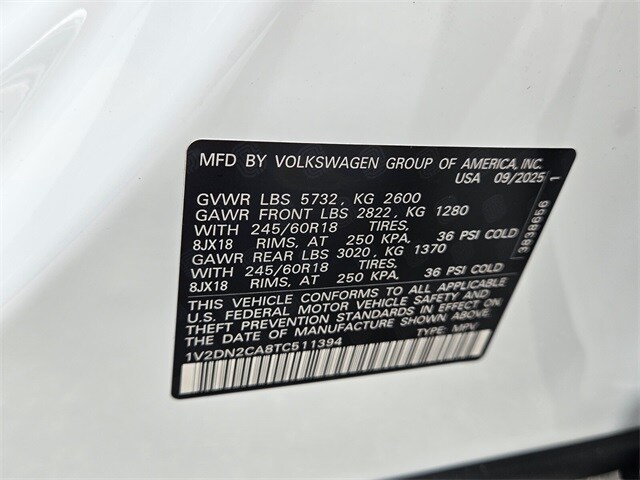 MFD BY VOLKSWAGEN GROUP OF AMERICA, INC.
USA 09/2025
GVWR LBS 5732, KG 2600
GAWR FRONT LBS 2822, KG 1280
WITH 245/60R18 TIRES,
8JX18 RIMS, AT 250 KPA, 36 PSI COLD
GAWR REAR LBS 3020, KG 1370
WITH 245/60R18 TIRES,
8JX18 RIMS, AT 250 KPA, 36 PSI COLD
THIS VEHICLE CONFORMS TO ALL APPLICABLE
U.S. FEDERAL MOTOR VEHICLE SAFETY AND
THEFT PREVENTION STANDARDS IN EFFECT ON
THE DATE OF MANUFACTURE SHOWN ABOVE.
TYPE: MPV
1V2DN2CA8TC511394
3838656 1